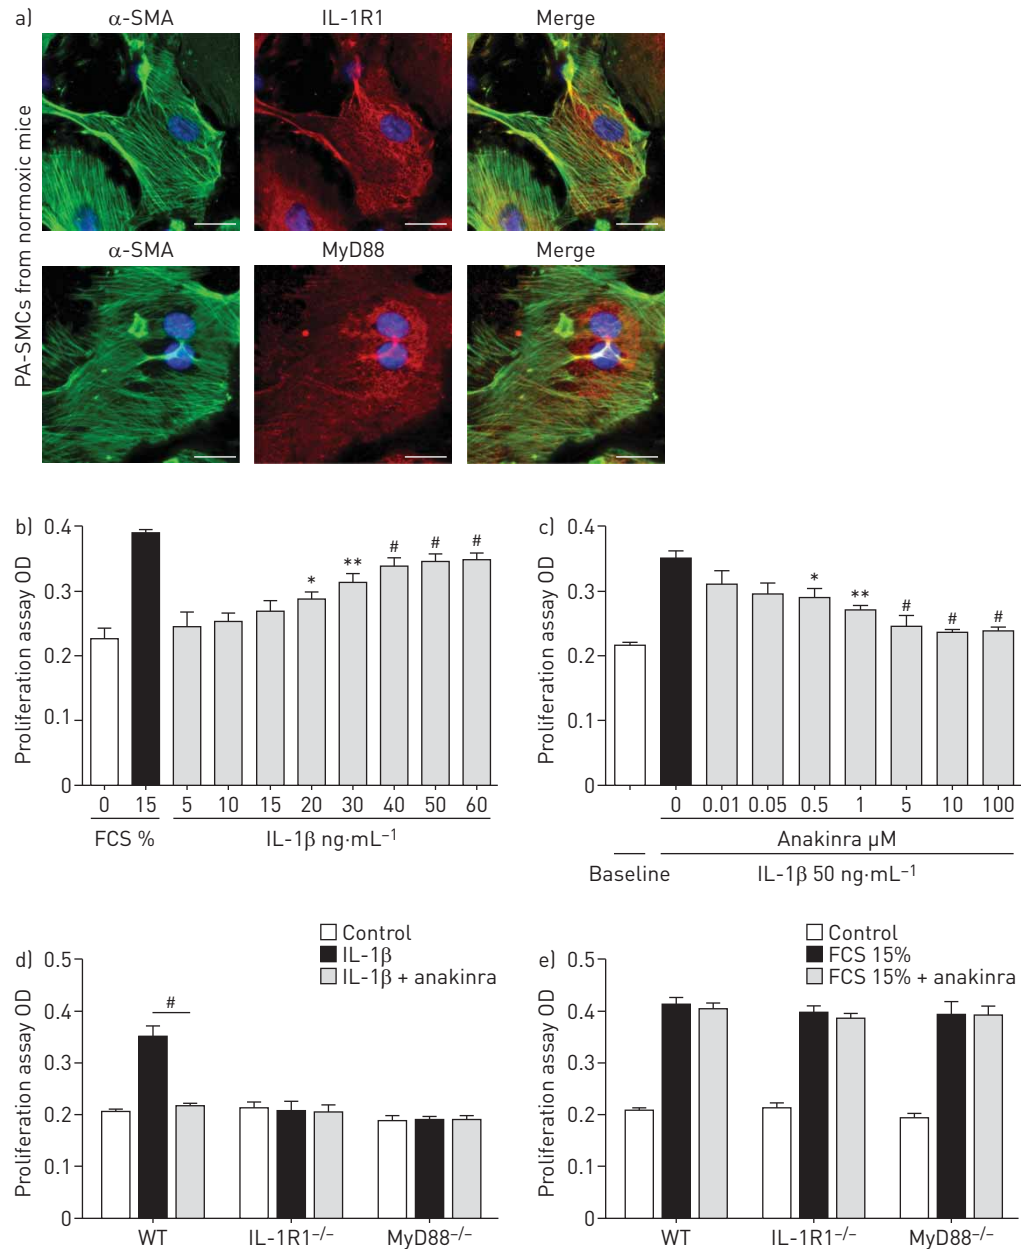 a)
α-SMA IL-1R1 Merge
PA-SMCs from normoxic mice
α-SMA MyD88 Merge
b)
Proliferation assay OD
0.4
0.3
0.2
0.1
0
* ** # # #
0 15 5 10 15 20 30 40 50 60
FCS % IL-1β ng·mL⁻¹
c)
Proliferation assay OD
0.4
0.3
0.2
0.1
0
* ** # # #
0 0.01 0.05 0.5 1 5 10 100
Anakinra µM
Baseline IL-1β 50 ng·mL⁻¹
d)
Control
IL-1β
IL-1β + anakinra
Proliferation assay OD
0.5
0.4
0.3
0.2
0.1
0
#
WT IL-1R1⁻/⁻ MyD88⁻/⁻
e)
Control
FCS 15%
FCS 15% + anakinra
Proliferation assay OD
0.5
0.4
0.3
0.2
0.1
0
WT IL-1R1⁻/⁻ MyD88⁻/⁻